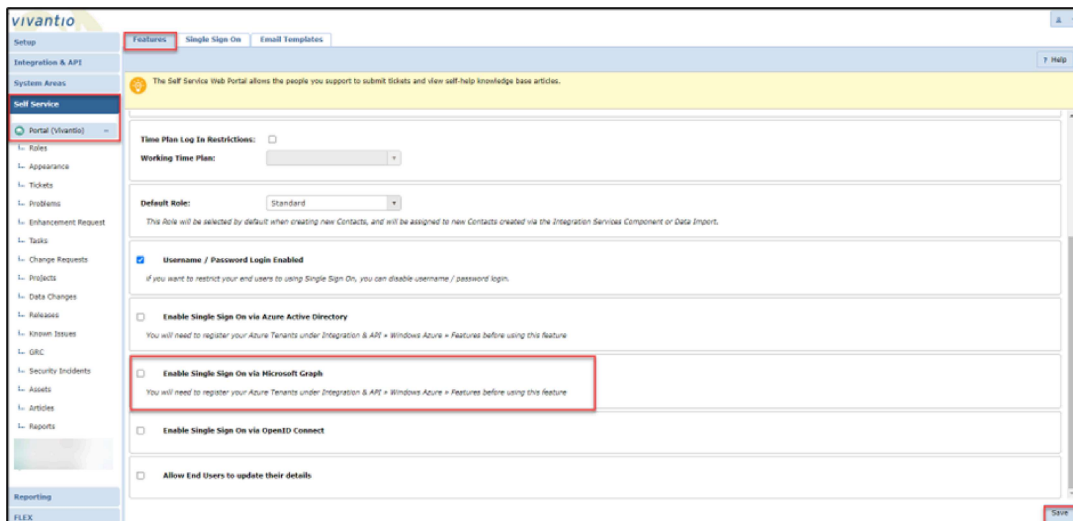 vivantio
Setup
Integration & API
System Areas
Self Service
Portal (Vivantio)
Roles
Appearance
Tickets
Problems
Enhancement Request
Tasks
Change Requests
Projects
Data Changes
Releases
Known Issues
GRC
Security Incidents
Assets
Articles
Reports
Reporting
FLEX
Features Single Sign On Email Templates
? Help
The Self Service Web Portal allows the people you support to submit tickets and view self-help knowledge base articles.
Time Plan Log In Restrictions:
Working Time Plan:
Default Role: Standard
This Role will be selected by default when creating new Contacts, and will be assigned to new Contacts created via the Integration Services Component or Data Import.
Username / Password Login Enabled
If you want to restrict your end users to using Single Sign On, you can disable username / password login.
Enable Single Sign On via Azure Active Directory
You will need to register your Azure Tenants under Integration & API » Windows Azure » Features before using this feature
Enable Single Sign On via Microsoft Graph
You will need to register your Azure Tenants under Integration & API » Windows Azure » Features before using this feature
Enable Single Sign On via OpenID Connect
Allow End Users to update their details
Save